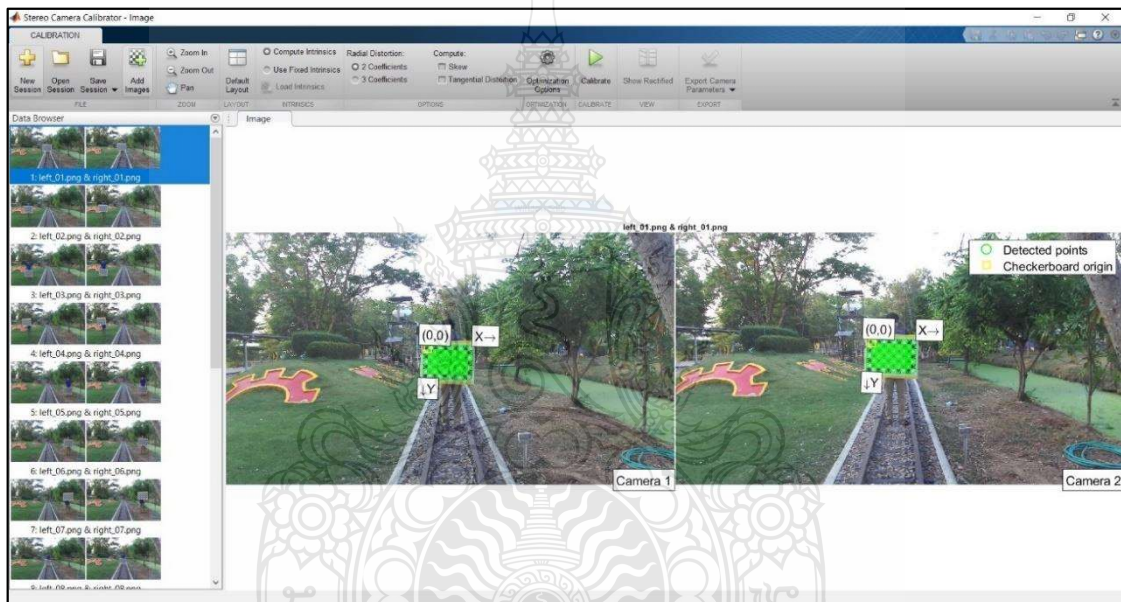 Stereo Camera Calibrator - Image
CALIBRATION
New Session
Open Session
Save Session
Add Images
FILE
Zoom In
Zoom Out
Pan
ZOOM
Default Layout
LAYOUT
Compute Intrinsics
Use Fixed Intrinsics
Load Intrinsics
INTRINSICS
Radial Distortion:
2 Coefficients
3 Coefficients
Compute:
Skew
Tangential Distortion
OPTIONS
Optimization Options
OPTIMIZATION
Calibrate
CALIBRATE
Show Rectified
VIEW
Export Camera Parameters
EXPORT
Data Browser
Image
1: left_01.png & right_01.png
2: left_02.png & right_02.png
3: left_03.png & right_03.png
4: left_04.png & right_04.png
5: left_05.png & right_05.png
6: left_06.png & right_06.png
7: left_07.png & right_07.png
8: left_08.png & right_08.png
left_01.png & right_01.png
Detected points
Checkerboard origin
(0,0)
X→
↓Y
Camera 1
(0,0)
X→
↓Y
Camera 2